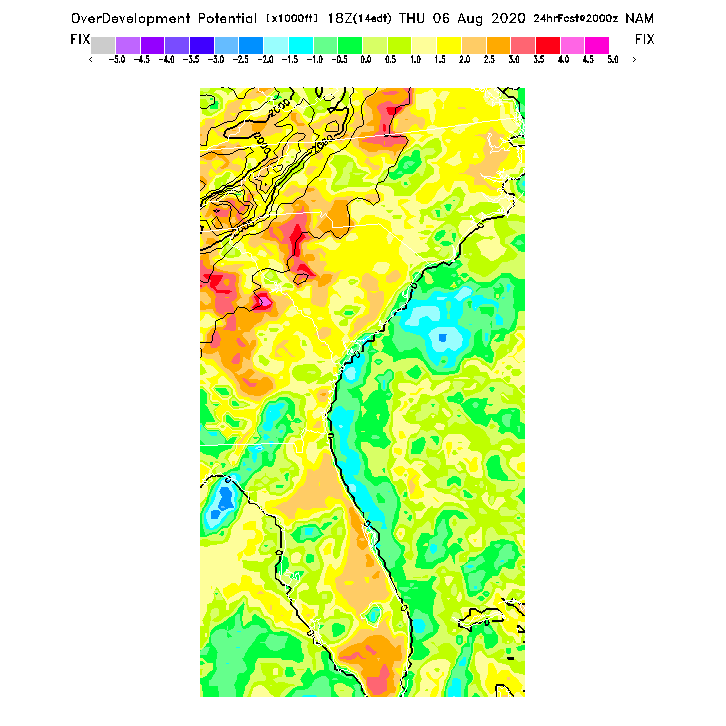 OverDevelopment Potential [x1000ft] 18Z(14edt) THU 06 Aug 2020 24hrFcst@2000z NAM
FIX FIX
< -5.0 -4.5 -4.0 -3.5 -3.0 -2.5 -2.0 -1.5 -1.0 -0.5 0.5 1.0 1.5 2.0 2.5 3.0 3.5 4.0 4.5 5.0 >
2000
2000